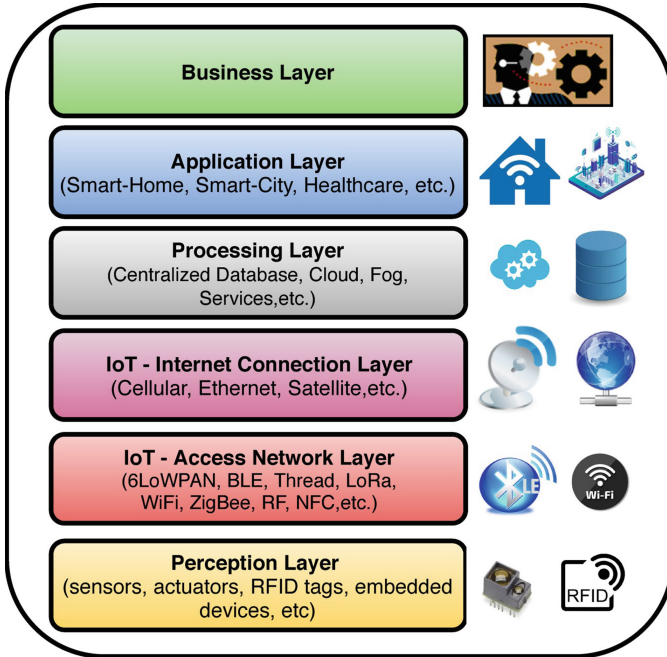 Business Layer
Application Layer
(Smart-Home, Smart-City, Healthcare, etc.)
Processing Layer
(Centralized Database, Cloud, Fog,
Services,etc.)
IoT - Internet Connection Layer
(Cellular, Ethernet, Satellite,etc.)
IoT - Access Network Layer
(6LoWPAN, BLE, Thread, LoRa,
WiFi, ZigBee, RF, NFC,etc.)
LE
Wi-Fi
Perception Layer
(sensors, actuators, RFID tags, embedded
devices, etc)
RFID